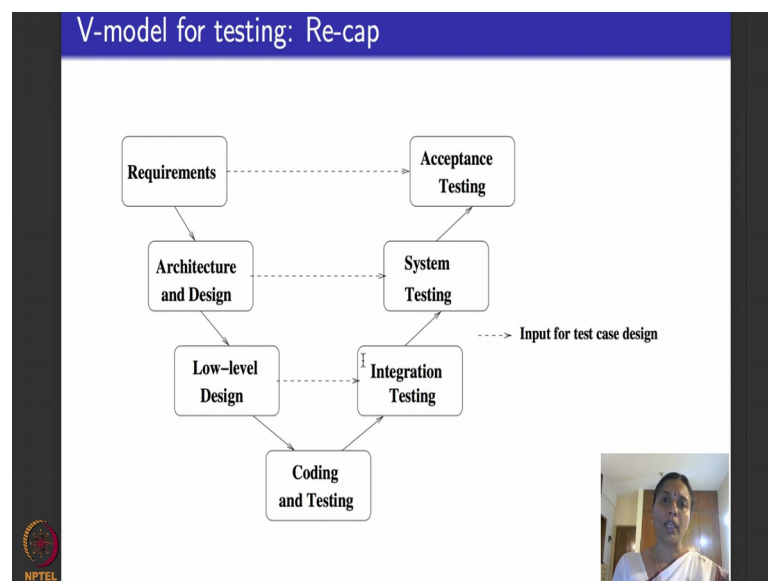 V-model for testing: Re-cap
Requirements
Acceptance
Testing
Architecture
and Design
System
Testing
Input for test case design
Low-level
Design
Integration
Testing
Coding
and Testing
NPTEL